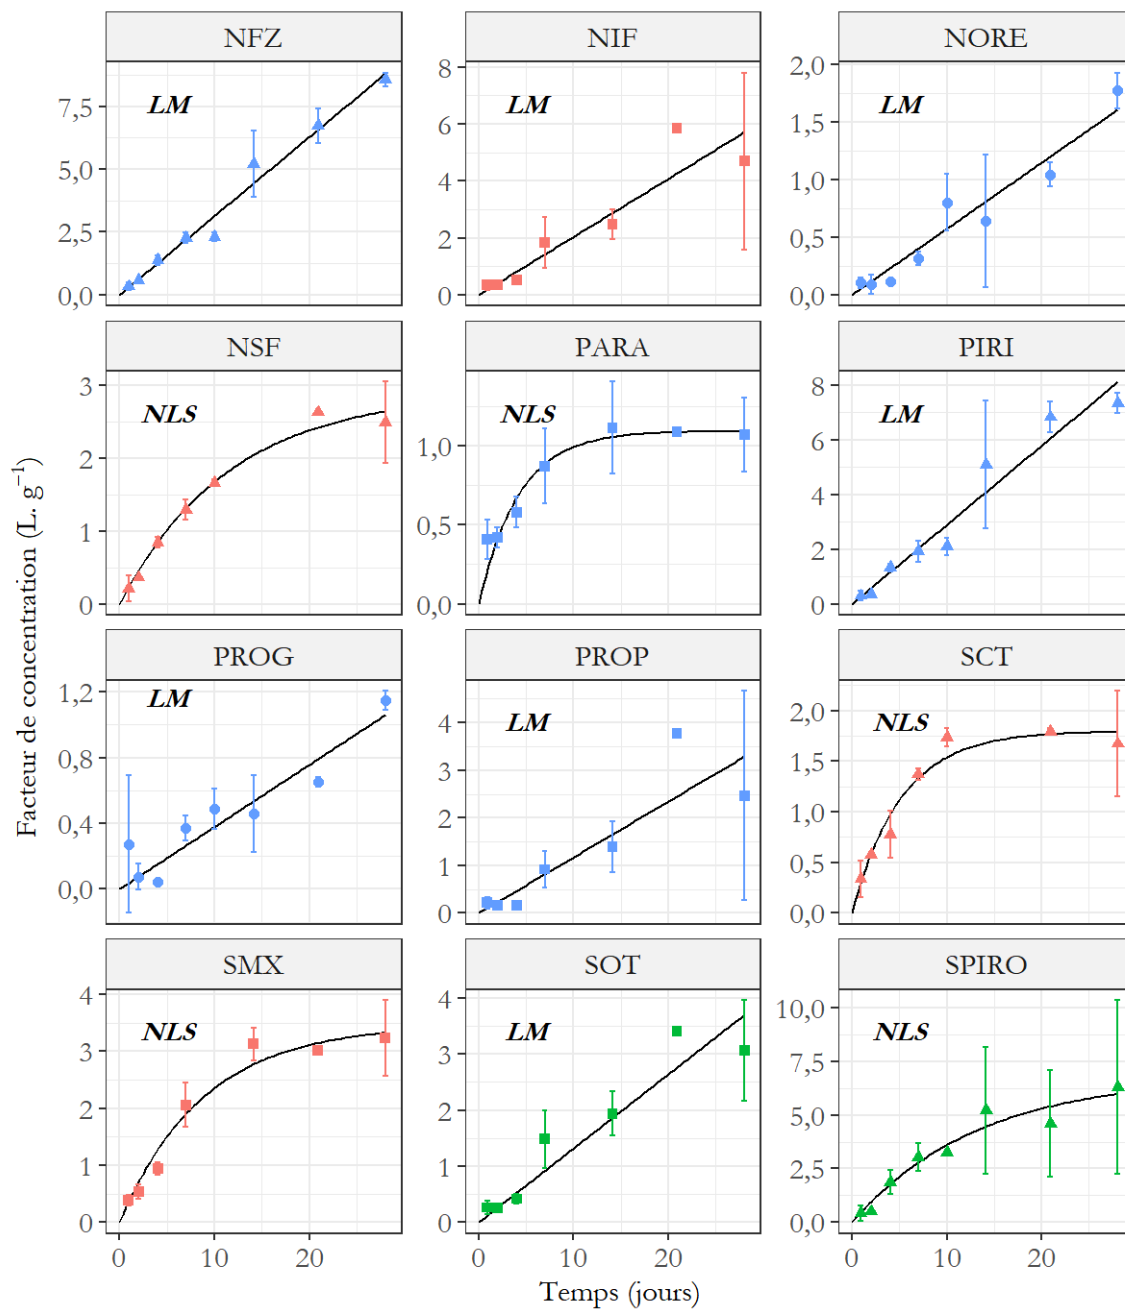 NFZ
NIF
NORE
LM
7,5
5,0
2,5
0,0
LM
8
6
4
2
0
LM
2,0
1,5
1,0
0,5
0,0
NSF
PARA
PIRI
NLS
3
2
1
0
NLS
1,0
0,5
0,0
LM
8
6
4
2
0
Facteur de concentration (L. g⁻¹)
PROG
PROP
SCT
LM
1,2
0,8
0,4
0,0
LM
4
3
2
1
0
NLS
2,0
1,5
1,0
0,5
0,0
SMX
SOT
SPIRO
NLS
4
3
2
1
0
LM
4
3
2
1
0
NLS
10,0
7,5
5,0
2,5
0,0
0 10 20
0 10 20
0 10 20
Temps (jours)